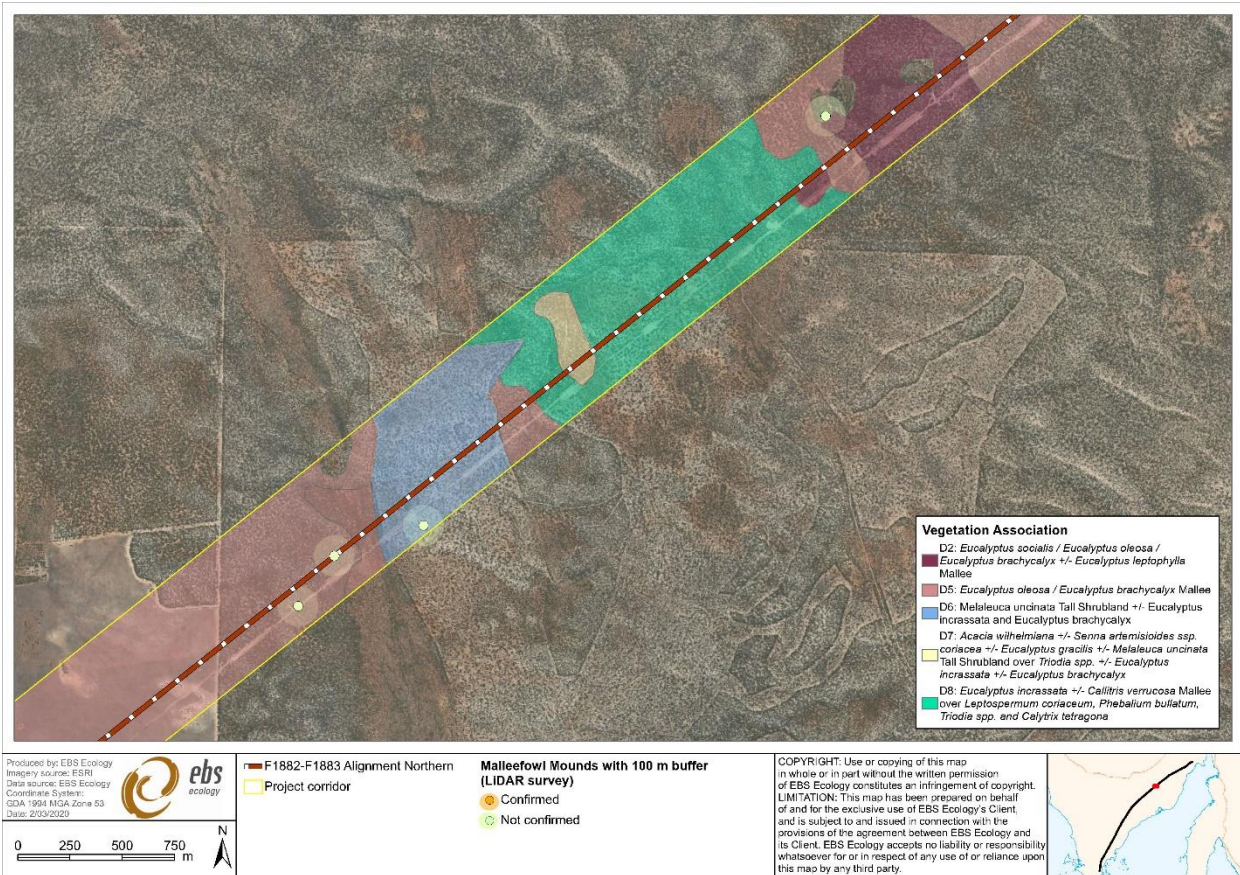 Vegetation Association
D2: Eucalyptus socialis / Eucalyptus oleosa /
Eucalyptus brachycalyx +/- Eucalyptus leptophylla
Mallee
D5: Eucalyptus oleosa / Eucalyptus brachycalyx Mallee
D6: Melaleuca uncinata Tall Shrubland +/- Eucalyptus
incrassata and Eucalyptus brachycalyx
D7: Acacia wilhelmiana +/- Senna artemisioides ssp.
coriacea +/- Eucalyptus gracilis +/- Melaleuca uncinata
Tall Shrubland over Triodia spp. +/- Eucalyptus
incrassata +/- Eucalyptus brachycalyx
D8: Eucalyptus incrassata +/- Callitris verrucosa Mallee
over Leptospermum coriaceum, Phebalium bullatum,
Triodia spp. and Calytrix tetragona
Produced by: EBS Ecology
Imagery source: ESRI
Data source: EBS Ecology
Coordinate System:
GDA 1994 MGA Zone 53
Date: 2/03/2020
ebs
ecology
0 250 500 750
m
N
F1882-F1883 Alignment Northern
Project corridor
Malleefowl Mounds with 100 m buffer
(LiDAR survey)
Confirmed
Not confirmed
COPYRIGHT: Use or copying of this map
in whole or in part without the written permission
of EBS Ecology constitutes an infringement of copyright.
LIMITATION: This map has been prepared on behalf
of and for the exclusive use of EBS Ecology's Client,
and is subject to and issued in connection with the
provisions of the agreement between EBS Ecology and
its Client. EBS Ecology accepts no liability or responsibility
whatsoever for or in respect of any use of or reliance upon
this map by any third party.